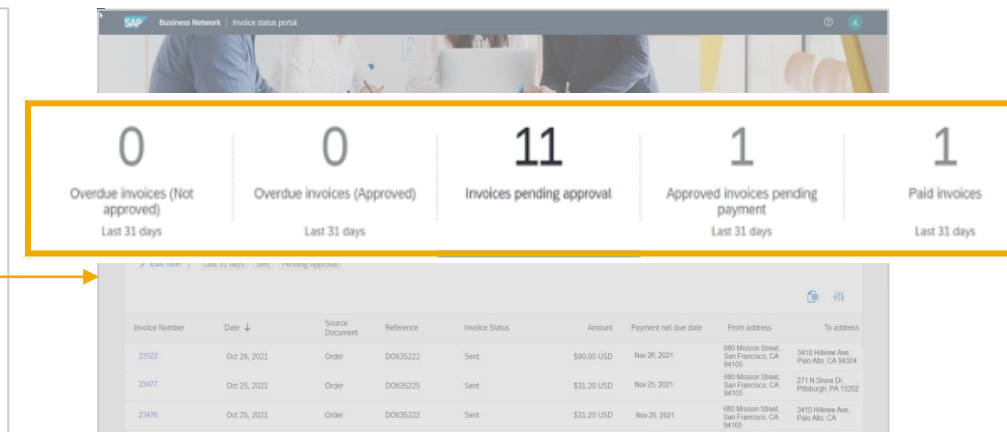 SAP Business Network | Invoice status portal
0 0 11 1 1
Overdue invoices (Not approved) Overdue invoices (Approved) Invoices pending approval Approved invoices pending payment Paid invoices
Last 31 days Last 31 days Last 31 days Last 31 days
Edit filter | Last 31 days Sent Pending Approval
Invoice Number Date ↓ Source Document Reference Invoice Status Amount Payment net due date From address To address
23522 Oct 26, 2021 Order DO635222 Sent $90.00 USD Nov 26, 2021 680 Mission Street, San Francisco, CA 94105 3410 Hillview Ave, Palo Alto, CA 94304
23477 Oct 25, 2021 Order DO635225 Sent $31.20 USD Nov 25, 2021 680 Mission Street, San Francisco, CA 94105 271 N Shore Dr, Pittsburgh, PA 15202
23476 Oct 25, 2021 Order DO635222 Sent $31.20 USD Nov 25, 2021 680 Mission Street, San Francisco, CA 94105 3410 Hillview Ave, Palo Alto, CA